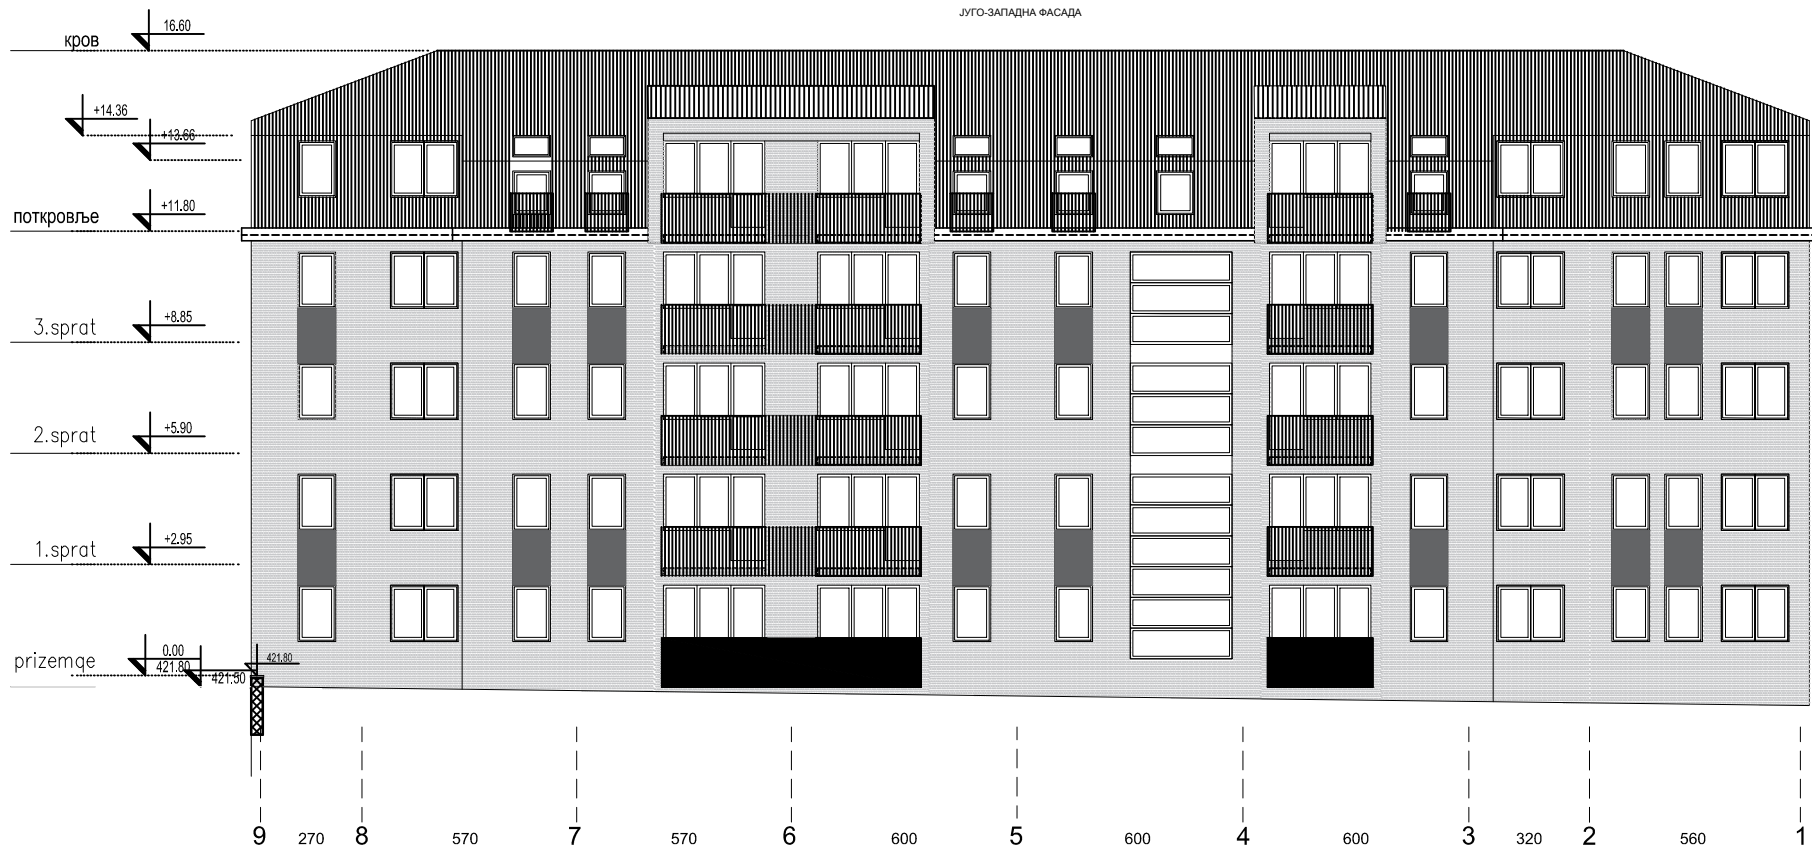 ЈУГО-ЗАПАДНА ФАСАДА
16.60
кров
+14.36
+13.66
+11.80
поткровље
+8.85
3.sprat
+5.90
2.sprat
+2.95
1.sprat
0.00
421.80
421.80
prizemqe
421.50
9 270 8 570 7 570 6 600 5 600 4 600 3 320 2 560 1